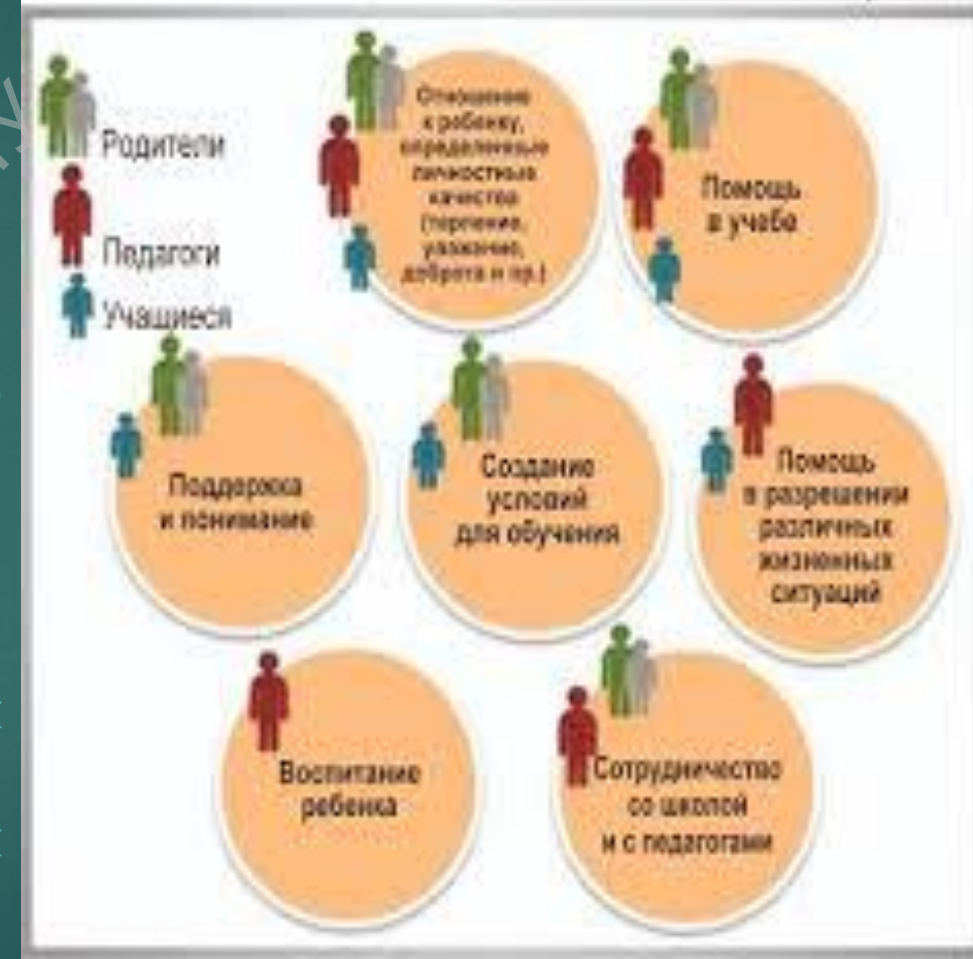 Родители
Педагоги
Учащиеся
Отношение
к ребенку,
определенные
личностные
качества
(терпение,
уважение,
доброта и пр.)
Помощь
в учебе
Поддержка
и понимание
Создание
условий
для обучения
Помощь
в разрешении
различных
жизненных
ситуаций
Воспитание
ребенка
Сотрудничество
со школой
и с педагогами